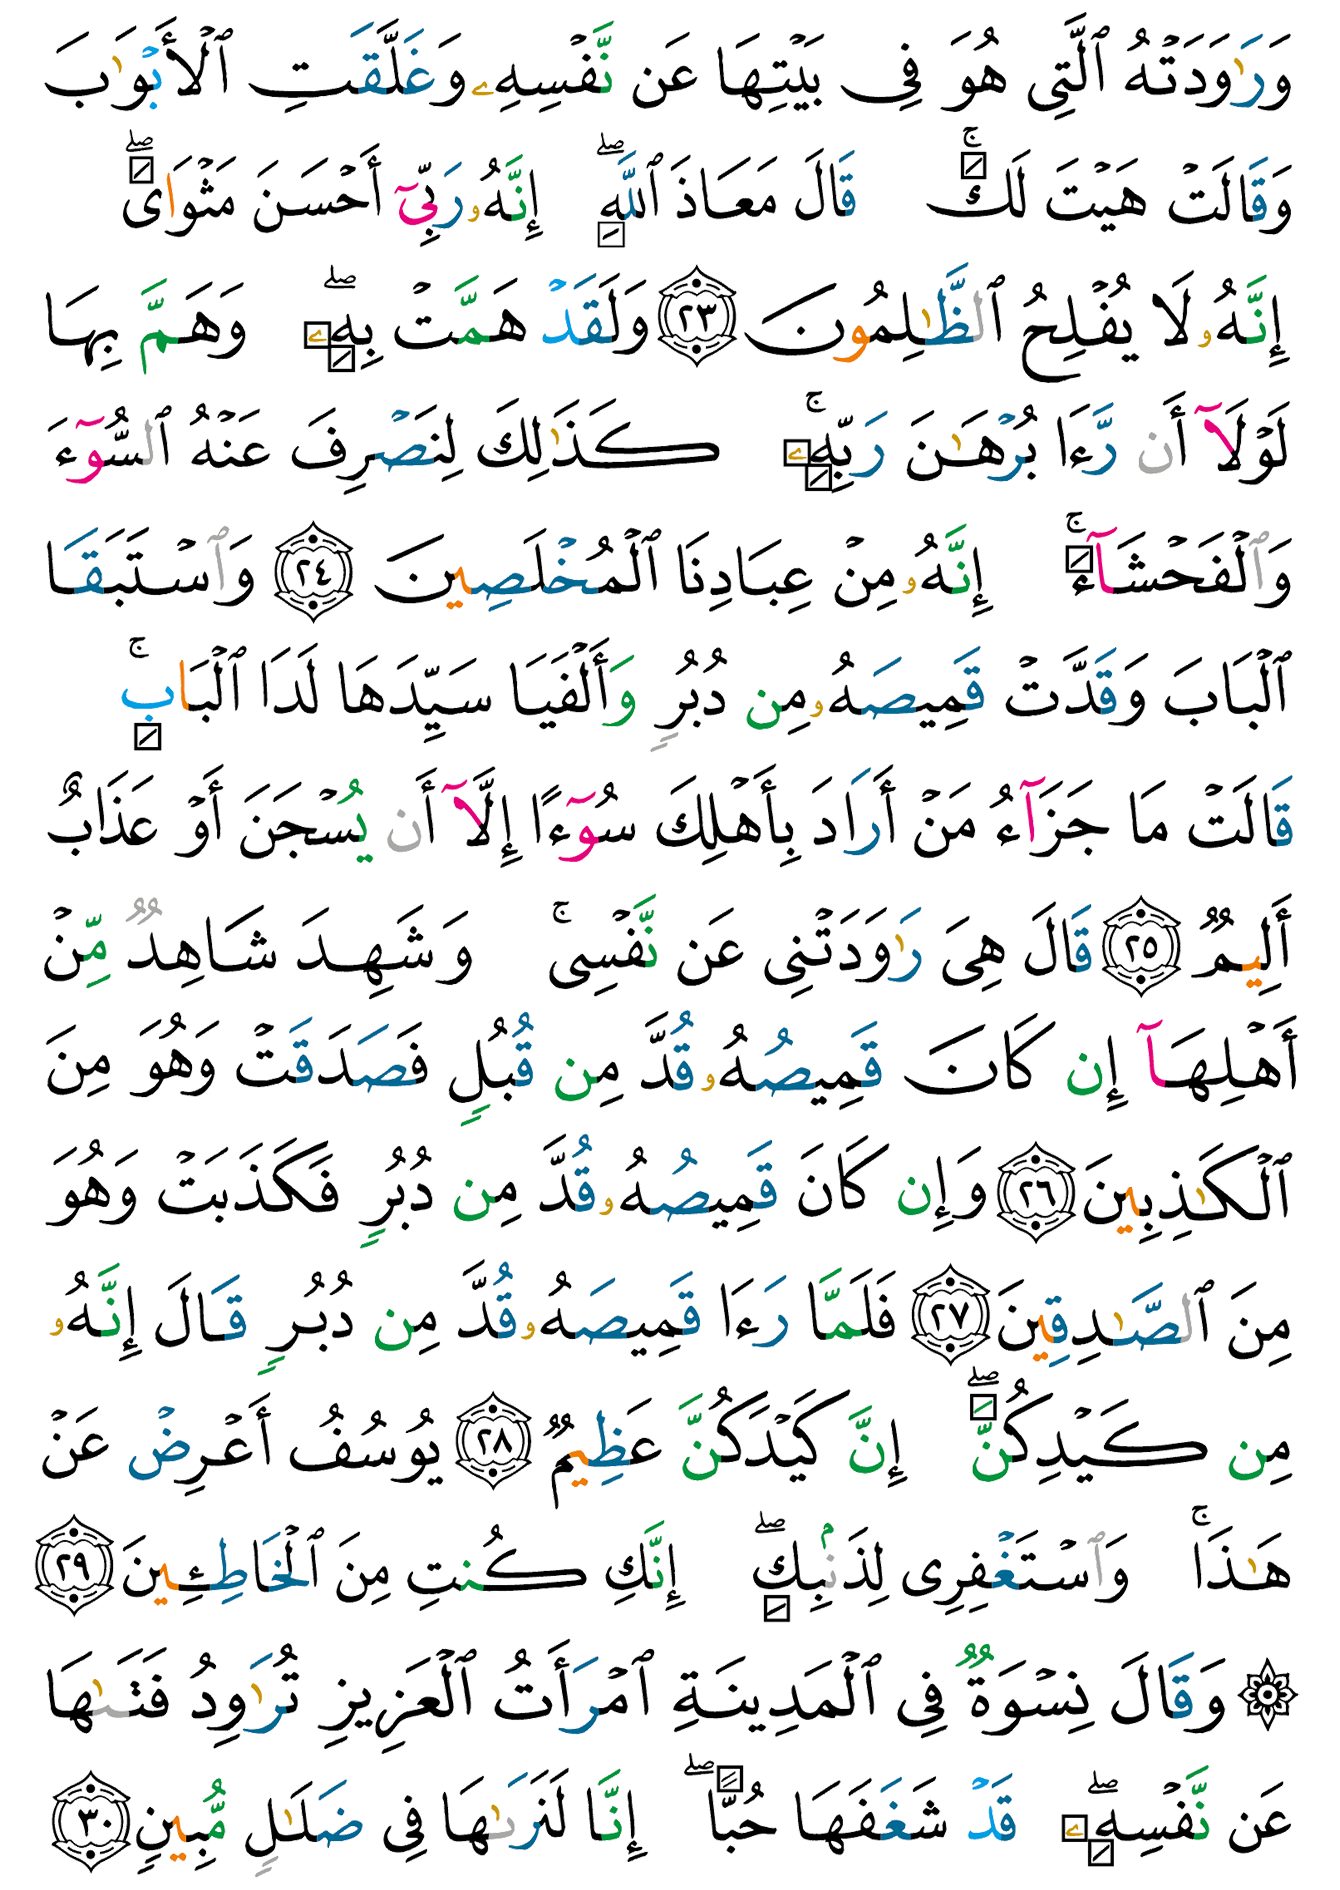 وَرَٰوَدَتْهُ ٱلَّتِى هُوَ فِى بَيْتِهَا عَن نَّفْسِهِۦ وَغَلَّقَتِ ٱلْأَبْوَٰبَ
وَقَالَتْ هَيْتَ لَكَ ۚ قَالَ مَعَاذَ ٱللَّهِ ۖ إِنَّهُۥ رَبِّىٓ أَحْسَنَ مَثْوَاىَ ۖ
إِنَّهُۥ لَا يُفْلِحُ ٱلظَّٰلِمُونَ ٢٣ وَلَقَدْ هَمَّتْ بِهِۦ ۖ وَهَمَّ بِهَا
لَوْلَآ أَن رَّءَا بُرْهَٰنَ رَبِّهِۦ ۚ كَذَٰلِكَ لِنَصْرِفَ عَنْهُ ٱلسُّوٓءَ
وَٱلْفَحْشَآءَ ۚ إِنَّهُۥ مِنْ عِبَادِنَا ٱلْمُخْلَصِينَ ٢٤ وَٱسْتَبَقَا
ٱلْبَابَ وَقَدَّتْ قَمِيصَهُۥ مِن دُبُرٍ وَأَلْفَيَا سَيِّدَهَا لَدَا ٱلْبَابِ ۚ
قَالَتْ مَا جَزَآءُ مَنْ أَرَادَ بِأَهْلِكَ سُوٓءًا إِلَّآ أَن يُسْجَنَ أَوْ عَذَابٌ
أَلِيمٌ ٢٥ قَالَ هِىَ رَٰوَدَتْنِى عَن نَّفْسِى ۚ وَشَهِدَ شَاهِدٌ مِّنْ
أَهْلِهَآ إِن كَانَ قَمِيصُهُۥ قُدَّ مِن قُبُلٍ فَصَدَقَتْ وَهُوَ مِنَ
ٱلْكَٰذِبِينَ ٢٦ وَإِن كَانَ قَمِيصُهُۥ قُدَّ مِن دُبُرٍ فَكَذَبَتْ وَهُوَ
مِنَ ٱلصَّٰدِقِينَ ٢٧ فَلَمَّا رَءَا قَمِيصَهُۥ قُدَّ مِن دُبُرٍ قَالَ إِنَّهُۥ
مِن كَيْدِكُنَّ ۖ إِنَّ كَيْدَكُنَّ عَظِيمٌ ٢٨ يُوسُفُ أَعْرِضْ عَنْ
هَٰذَا ۚ وَٱسْتَغْفِرِى لِذَنۢبِكِ ۖ إِنَّكِ كُنتِ مِنَ ٱلْخَاطِـِٔينَ ٢٩
۞ وَقَالَ نِسْوَةٌ فِى ٱلْمَدِينَةِ ٱمْرَأَتُ ٱلْعَزِيزِ تُرَٰوِدُ فَتَىٰهَا
عَن نَّفْسِهِۦ ۖ قَدْ شَغَفَهَا حُبًّا ۖ إِنَّا لَنَرَىٰهَا فِى ضَلَٰلٍ مُّبِينٍ ٣٠